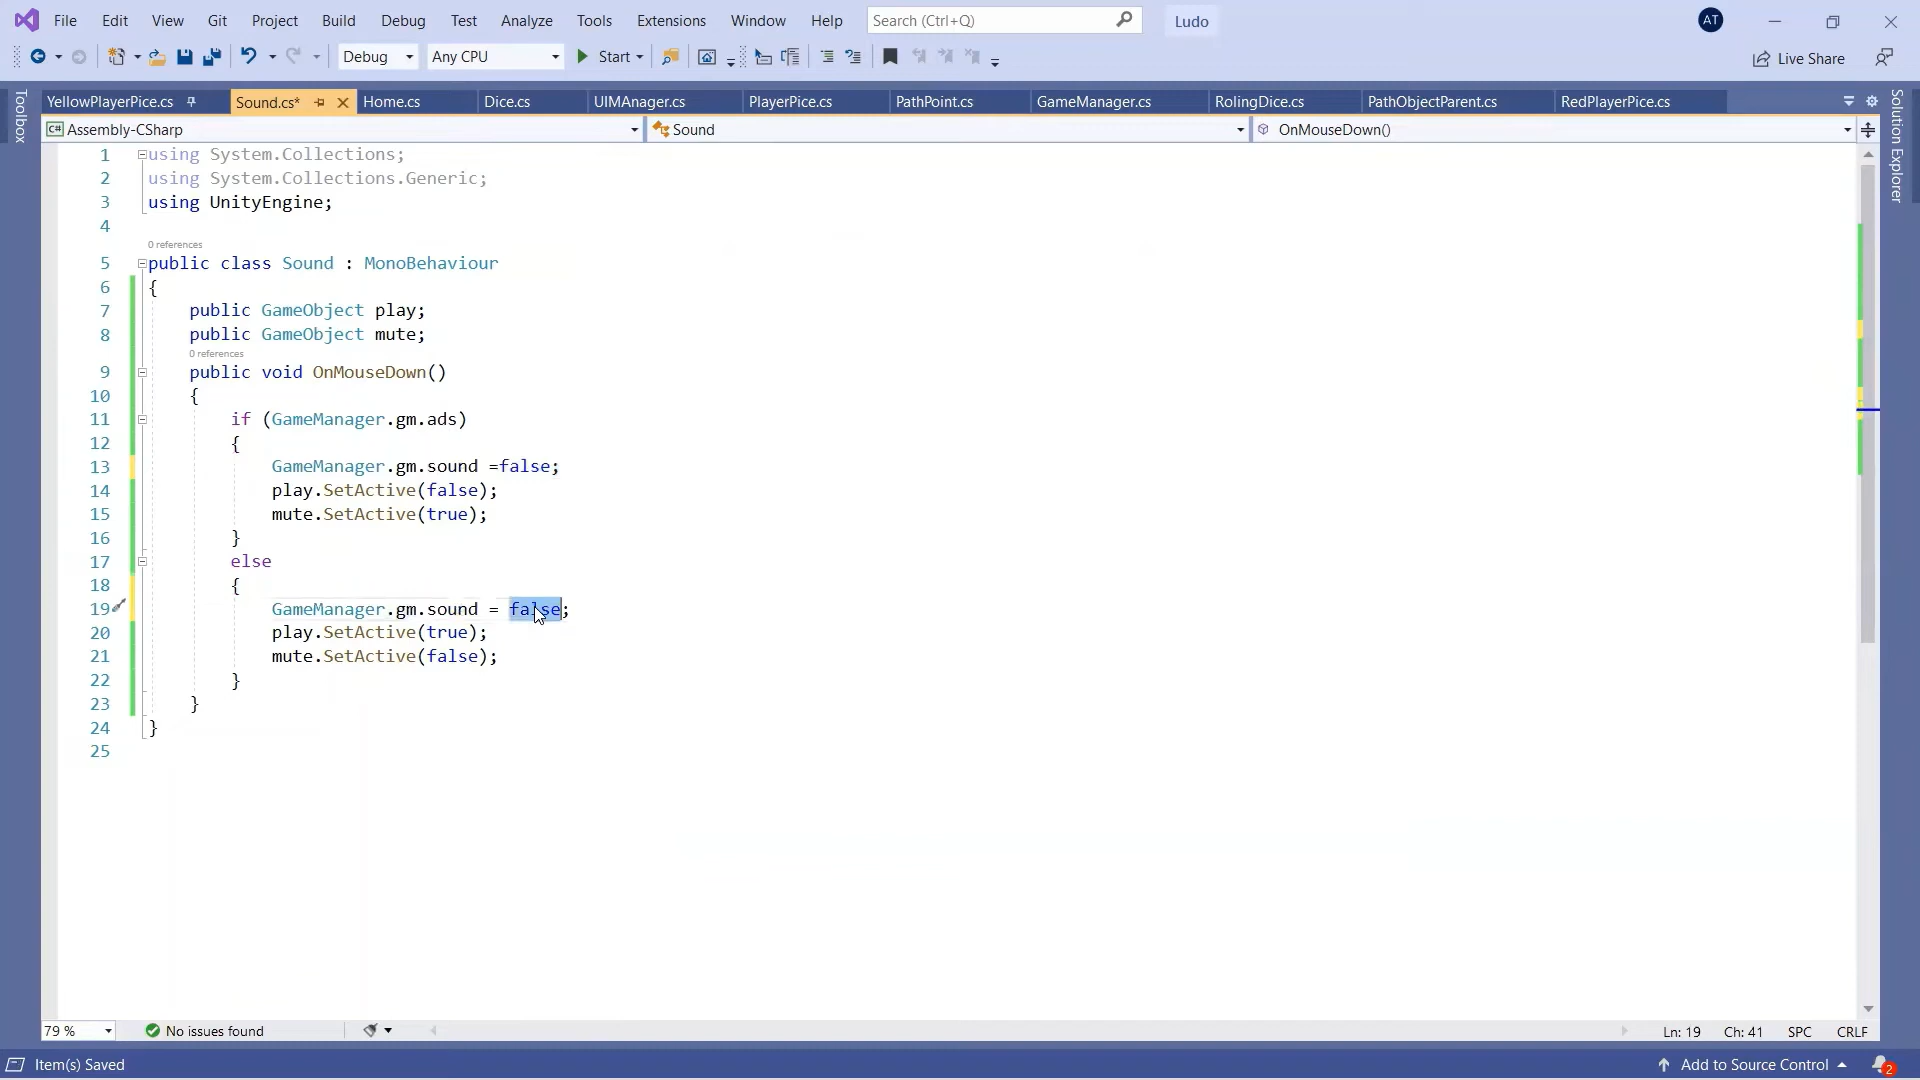 File Edit View Git Project Build Debug Test Analyze Tools Extensions Window Help Search (Ctrl+Q) Ludo AT
Debug Any CPU Start Live Share
YellowPlayerPice.cs Sound.cs* Home.cs Dice.cs UIMAnager.cs PlayerPice.cs PathPoint.cs GameManager.cs RolingDice.cs PathObjectParent.cs RedPlayerPice.cs
Toolbox
Solution Explorer
C# Assembly-CSharp Sound OnMouseDown()
1 using System.Collections;
2 using System.Collections.Generic;
3 using UnityEngine;
4
0 references
5 public class Sound : MonoBehaviour
6 {
7 public GameObject play;
8 public GameObject mute;
0 references
9 public void OnMouseDown()
10 {
11 if (GameManager.gm.ads)
12 {
13 GameManager.gm.sound =false;
14 play.SetActive(false);
15 mute.SetActive(true);
16 }
17 else
18 {
19 GameManager.gm.sound = false;
20 play.SetActive(true);
21 mute.SetActive(false);
22 }
23 }
24 }
25
79 % No issues found Ln: 19 Ch: 41 SPC CRLF
Item(s) Saved Add to Source Control 2